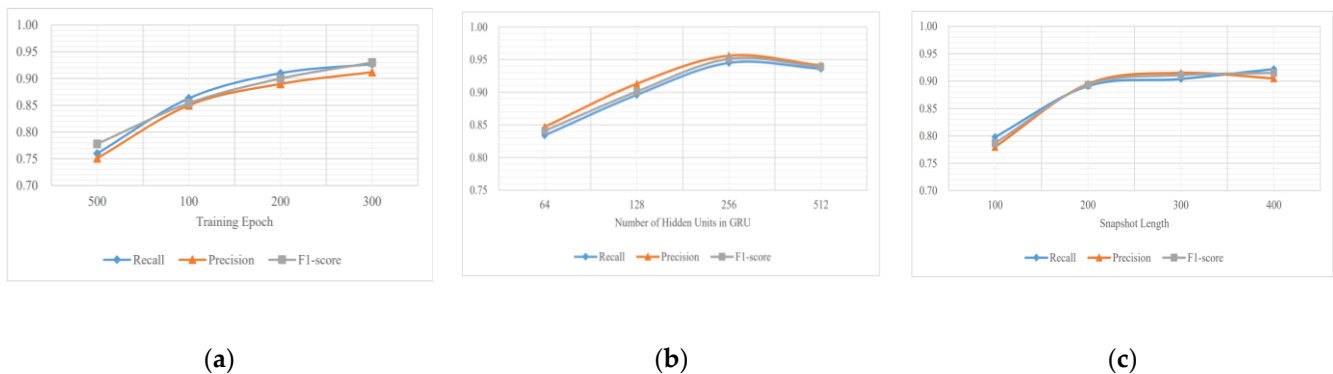 1.00
0.95
0.90
0.85
0.80
0.75
0.70
500 100 200 300
Training Epoch
Recall Precision F1-score
(a)
1.00
0.95
0.90
0.85
0.80
0.75
64 128 256 512
Number of Hidden Units in GRU
Recall Precision F1-score
(b)
1.00
0.95
0.90
0.85
0.80
0.75
0.70
100 200 300 400
Snapshot Length
Recall Precision F1-score
(c)